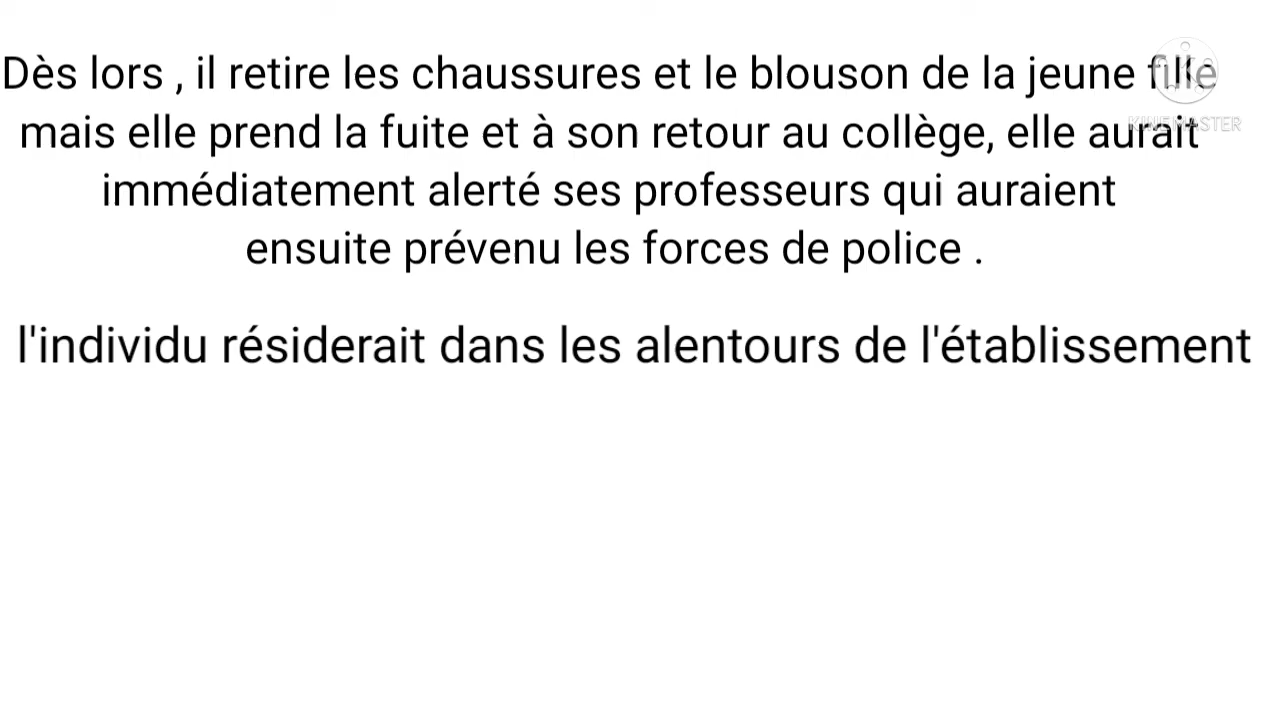 Dès lors , il retire les chaussures et le blouson de la jeune fille
mais elle prend la fuite et à son retour au collège, elle aurait
immédiatement alerté ses professeurs qui auraient
ensuite prévenu les forces de police .
l'individu résiderait dans les alentours de l'établissement
KINEMASTER